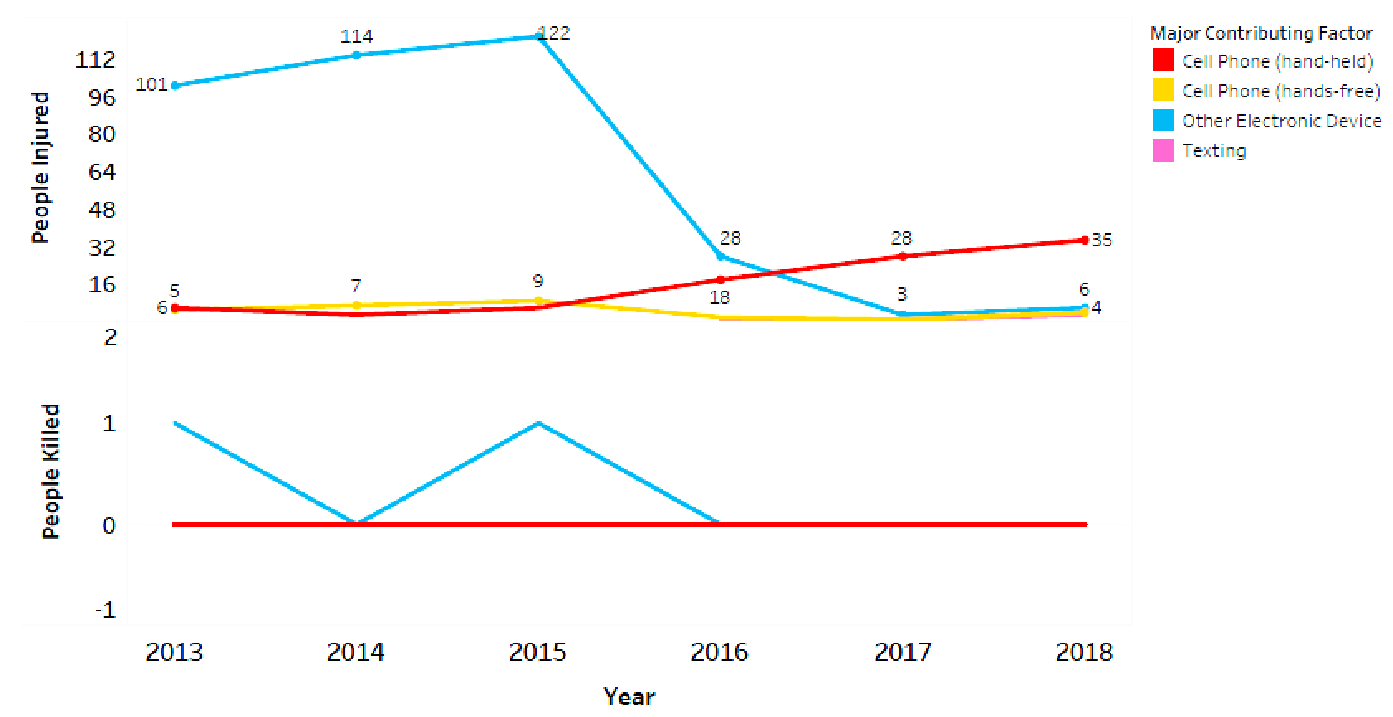 Major Contributing Factor
Cell Phone (hand-held)
Cell Phone (hands-free)
Other Electronic Device
Texting
People Injured
112
96
80
64
48
32
16
2
101
114
122
28
28
35
5
6
7
9
18
3
6
4
People Killed
1
0
-1
2013 2014 2015 2016 2017 2018
Year